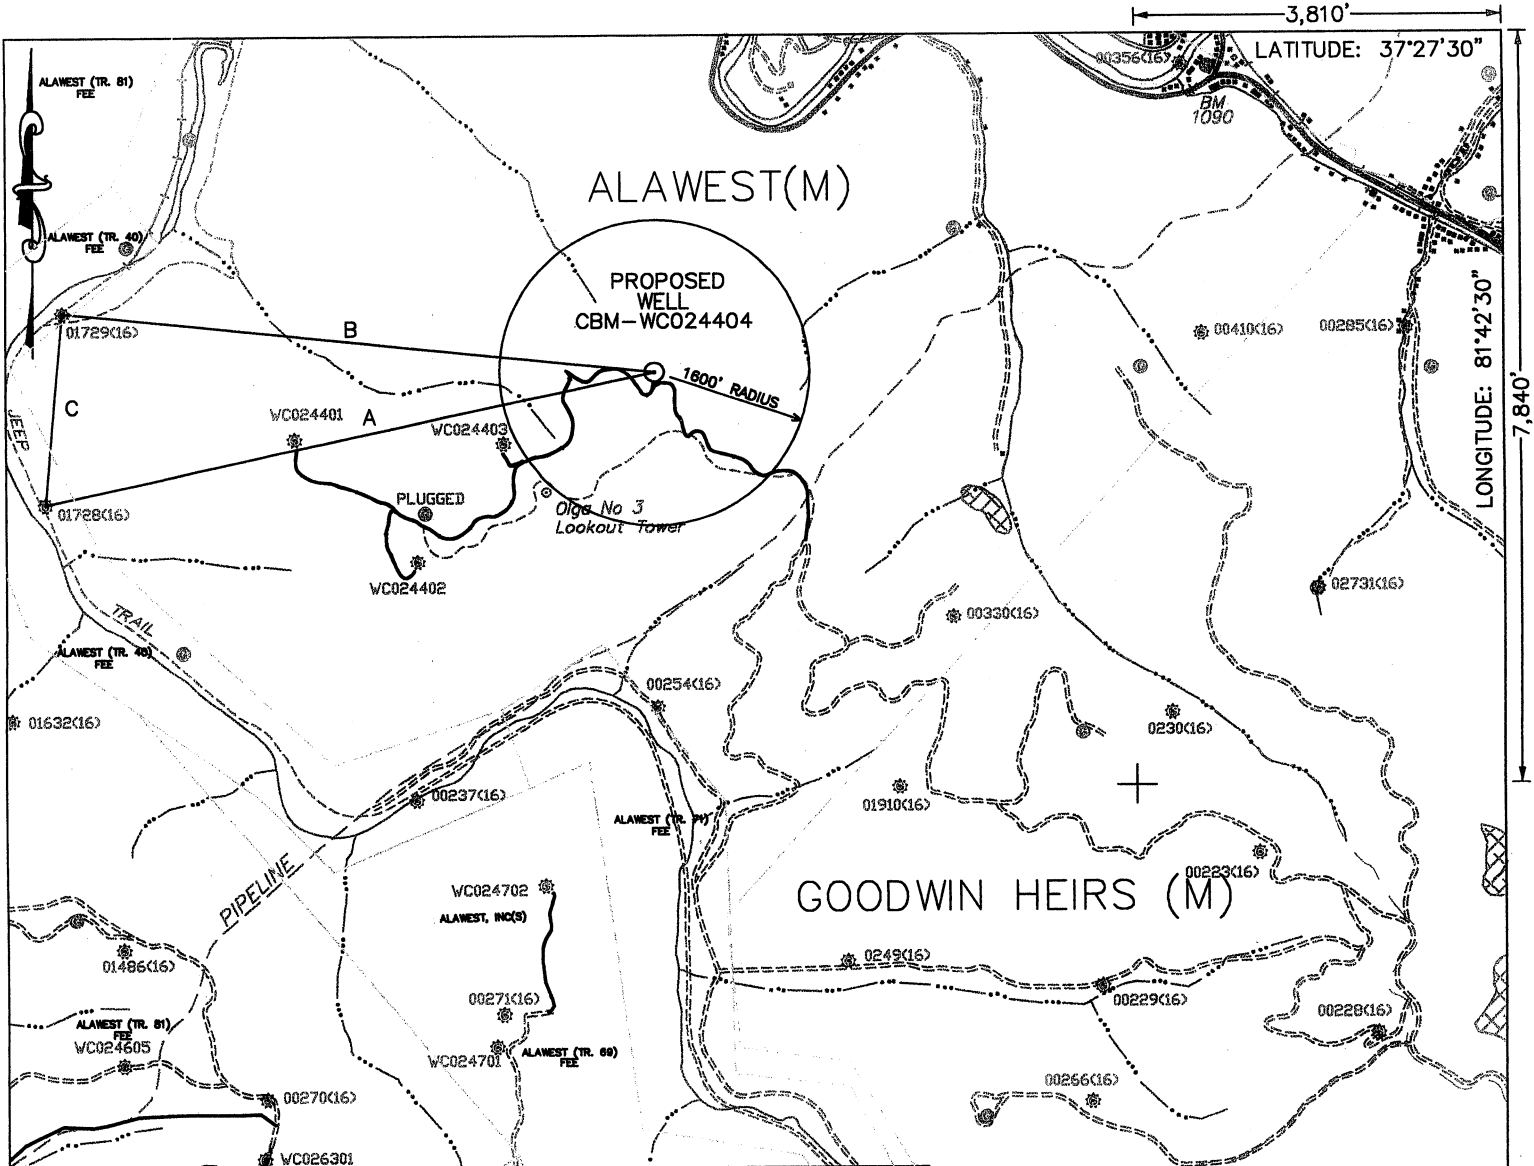 3,810'
LATITUDE: 37°27'30"
00356(16)
BM
1090
ALAWEST (TR. 81)
FEE
ALAWEST(M)
ALAWEST (TR. 40)
FEE
PROPOSED
WELL
CBM-WC024404
01729(16)
B
00410(16)
00285(16)
LONGITUDE: 81°42'30"
7,840'
1600' RADIUS
C
A
WC024401
WC024403
JEEP
PLUGGED
01728(16)
Olga No 3
Lookout Tower
WC024402
02731(16)
00330(16)
TRAIL
ALAWEST (TR. 40)
FEE
00254(16)
01632(16)
0230(16)
00237(16)
01910(16)
ALAWEST (TR. 71)
FEE
00223(16)
PIPELINE
WC024702
GOODWIN HEIRS (M)
ALAWEST, INC(S)
0249(16)
01486(16)
00271(16)
00229(16)
00228(16)
ALAWEST (TR. 81)
FEE
WC024605
WC024701
ALAWEST (TR. 69)
FEE
00266(16)
00270(16)
WC026301